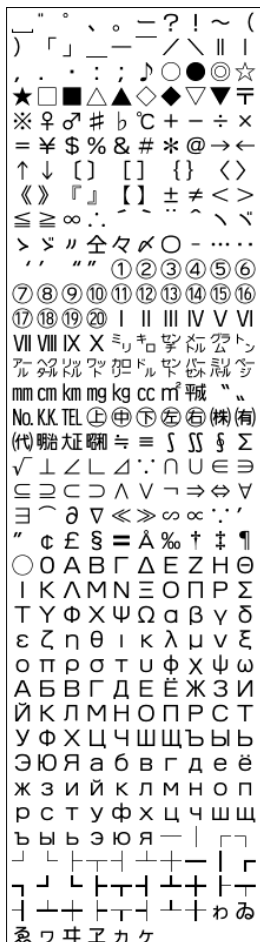 ＿ ゛ ゜ 、 。 ￣ ？ ！ ～ （
） 「 」 ＿ ― ／ ＼ ‖ ｜
， ． ・ ： ； ♪ ○ ● ◎ ☆
★ □ ■ △ ▲ ◇ ◆ ▽ ▼ 〒
※ ♀ ♂ ♯ ♭ ℃ ＋ － ÷ ×
＝ ￥ ＄ ％ ＆ ＃ ＊ ＠ → ←
↑ ↓ 〔 〕 ［ ］ ｛ ｝ 〈 〉
《 》 『 』 【 】 ± ≠ ＜ ＞
≦ ≧ ∞ ∴ ´ ｀ ¨ ＾ ヽ ヾ
ゝ ゞ 〃 仝 々 〆 〇 ‐ … ‥
‘ ’ “ ” ① ② ③ ④ ⑤ ⑥
⑦ ⑧ ⑨ ⑩ ⑪ ⑫ ⑬ ⑭ ⑮ ⑯
⑰ ⑱ ⑲ ⑳ Ⅰ Ⅱ Ⅲ Ⅳ Ⅴ Ⅵ
Ⅶ Ⅷ Ⅸ Ⅹ ㍉ ㌔ ㌢ ㍍ ㌘ ㌧
㌃ ㌶ ㍑ ㍗ ㌍ ㌦ ㌣ ㌫ ㍊ ㌻
㎜ ㎝ ㎞ ㎎ ㎏ ㏄ ㎡ ㍻ 〝 〟
№ ㏍ ℡ ㊤ ㊥ ㊦ ㊧ ㊨ ㈱ ㈲
㈹ ㍾ ㍽ ㍼ ≒ ≡ ∫ ∬ ∮ Σ
√ ⊥ ∠ ∟ ⊿ ∵ ∩ ∪ ∈ ∋
⊆ ⊇ ⊂ ⊃ ∧ ∨ ¬ ⇒ ⇔ ∀
∃ ⌒ ∂ ∇ ≪ ≫ ∽ ∝ ∵ ′
″ ￠ ￡ § 〓 Å ‰ † ‡ ¶
◯ Ο Α Β Γ Δ Ε Ζ Η Θ
Ι Κ Λ Μ Ν Ξ Ο Π Ρ Σ
Τ Υ Φ Χ Ψ Ω α β γ δ
ε ζ η θ ι κ λ μ ν ξ
ο π ρ σ τ υ φ χ ψ ω
А Б В Г Д Е Ё Ж З И
Й К Л М Н О П Р С Т
У Ф Х Ц Ч Ш Щ Ъ Ы Ь
Э Ю Я а б в г д е ё
ж з и й к л м н о п
р с т у ф х ц ч ш щ
ъ ы ь э ю я ─ │ ┌ ┐
┘ └ ├ ┬ ┤ ┴ ┼ ━ ┃ ┏
┓ ┛ ┗ ┣ ┳ ┫ ┻ ╋ ┠ ┯
┨ ┷ ┿ ┝ ┰ ┥ ┸ ╂ ゎ ゐ
ゑ ヮ ヰ ヱ ヵ ヶ